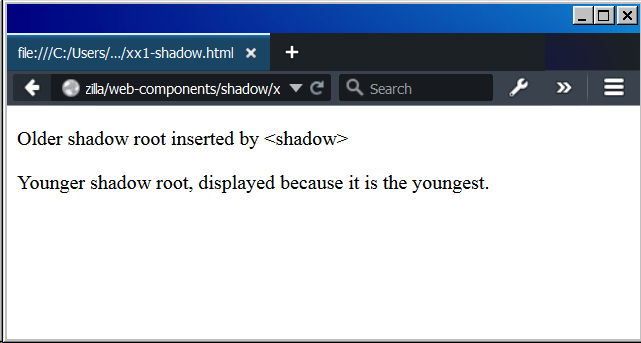 file:///C:/Users/.../xx1-shadow.html
zilla/web-components/shadow/x
Search
Older shadow root inserted by <shadow>
Younger shadow root, displayed because it is the youngest.